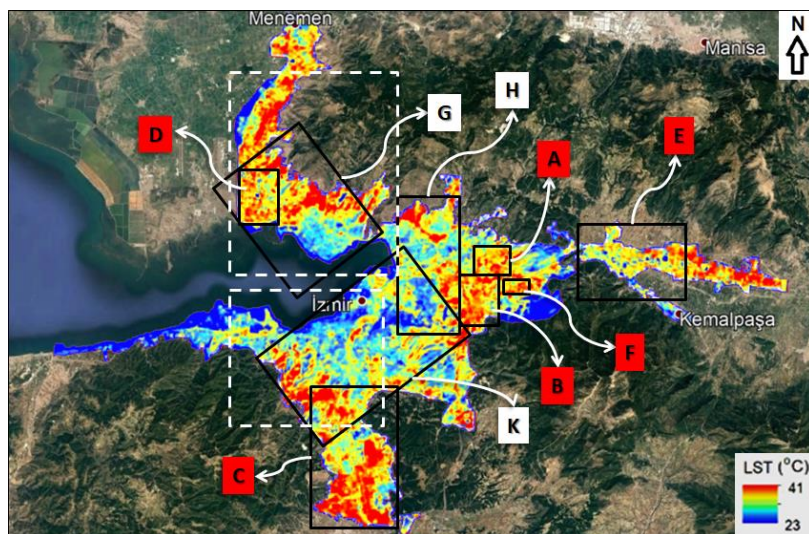 Menemen
N
Manisa
H
G
D
A
E
İzmir
Kemalpaşa
F
B
K
C
LST (°C)
41
23